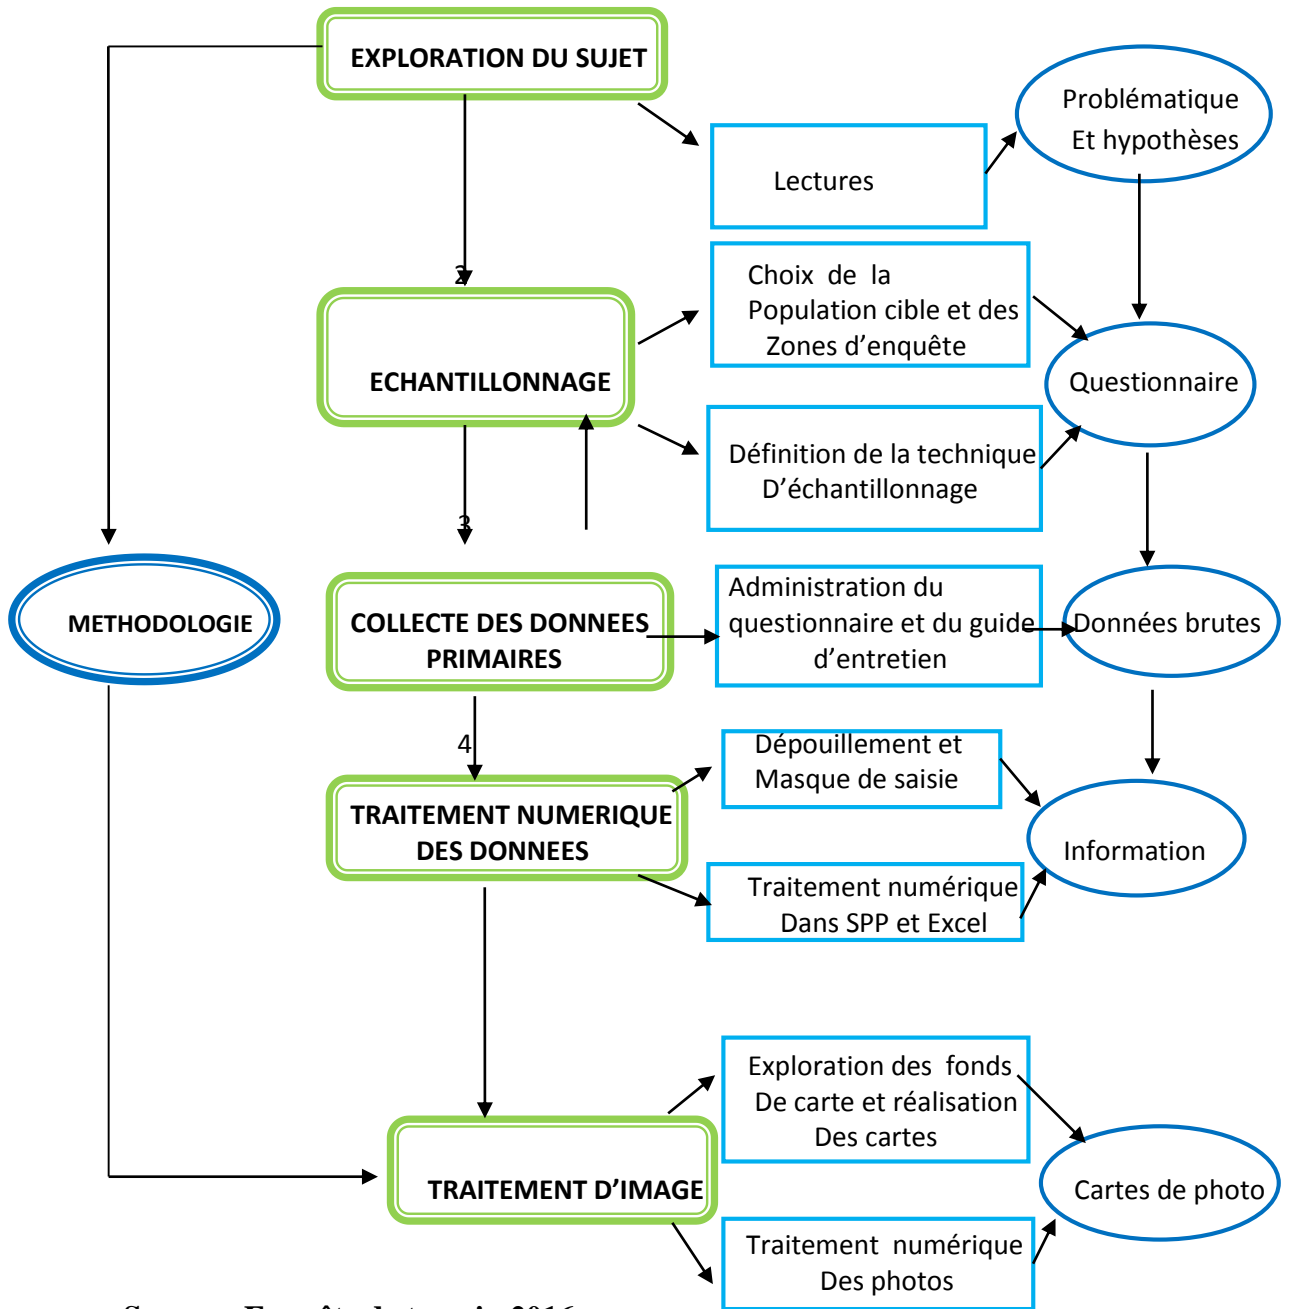 EXPLORATION DU SUJET
Problématique
Et hypothèses
Lectures
2
Choix de la
Population cible et des
Zones d’enquête
ECHANTILLONNAGE
Questionnaire
Définition de la technique
D’échantillonnage
3
METHODOLOGIE
COLLECTE DES DONNEES
PRIMAIRES
Administration du
questionnaire et du guide
d’entretien
Données brutes
4
Dépouillement et
Masque de saisie
TRAITEMENT NUMERIQUE
DES DONNEES
Information
Traitement numérique
Dans SPP et Excel
Exploration des fonds
De carte et réalisation
Des cartes
TRAITEMENT D’IMAGE
Cartes de photo
Traitement numérique
Des photos